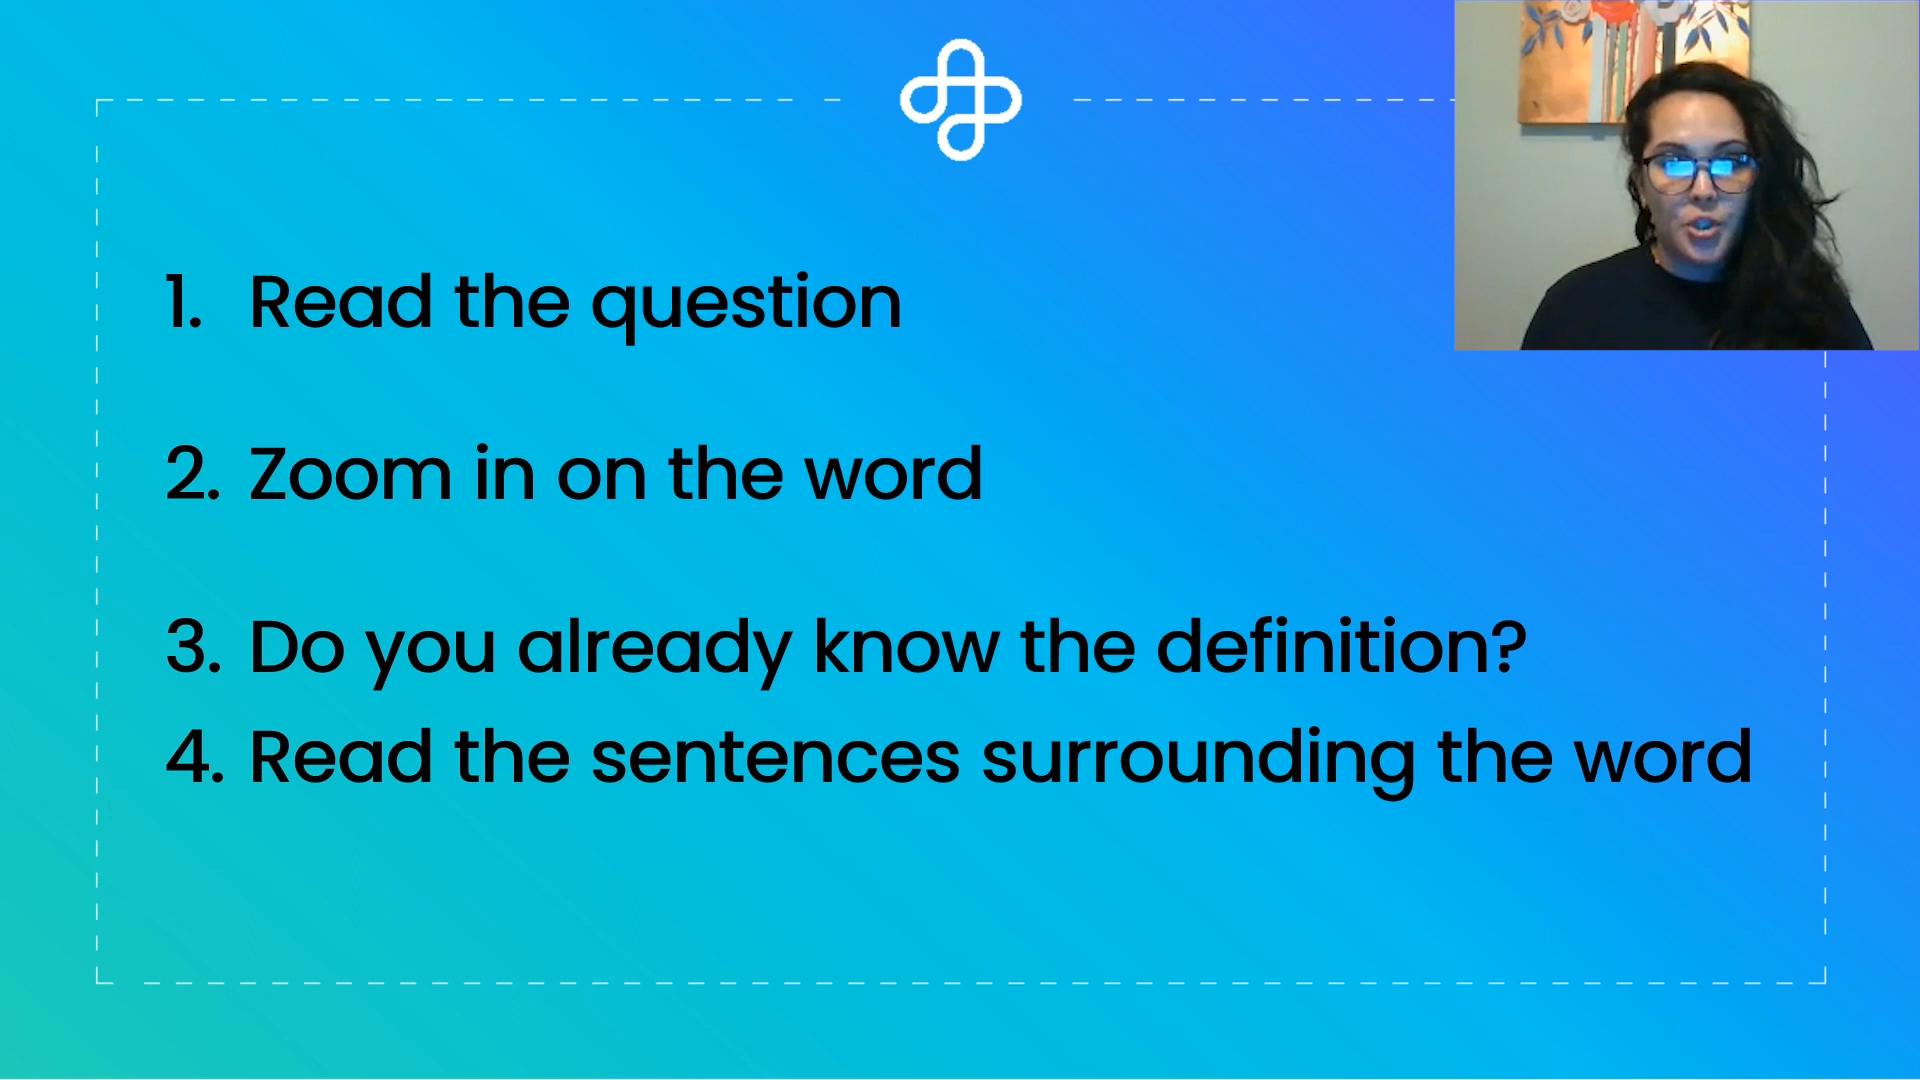 1. Read the question
2. Zoom in on the word
3. Do you already know the definition?
4. Read the sentences surrounding the word